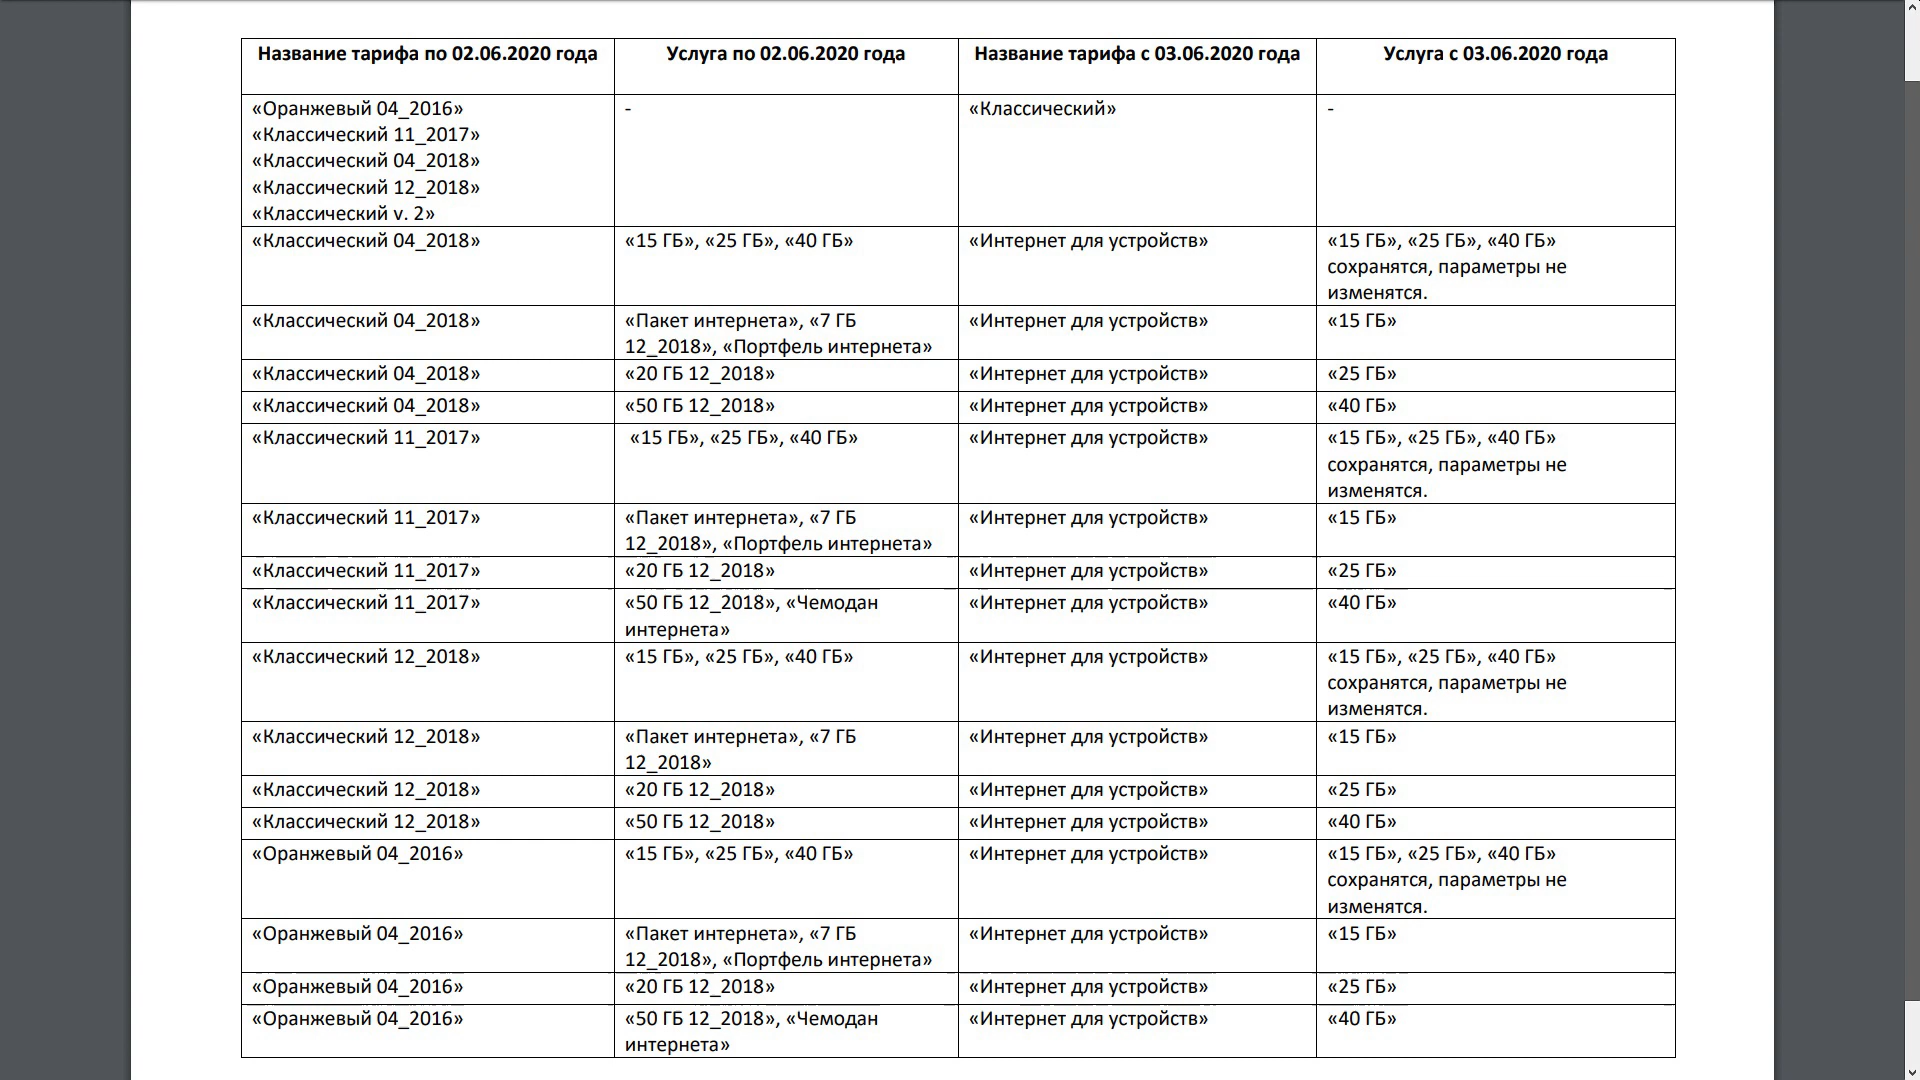 Название тарифа по 02.06.2020 года
Услуга по 02.06.2020 года
Название тарифа с 03.06.2020 года
Услуга с 03.06.2020 года
«Оранжевый 04_2016»
«Классический 11_2017»
«Классический 04_2018»
«Классический 12_2018»
«Классический v. 2»
-
«Классический»
-
«Классический 04_2018»
«15 ГБ», «25 ГБ», «40 ГБ»
«Интернет для устройств»
«15 ГБ», «25 ГБ», «40 ГБ»
сохранятся, параметры не
изменятся.
«Классический 04_2018»
«Пакет интернета», «7 ГБ
12_2018», «Портфель интернета»
«Интернет для устройств»
«15 ГБ»
«Классический 04_2018»
«20 ГБ 12_2018»
«Интернет для устройств»
«25 ГБ»
«Классический 04_2018»
«50 ГБ 12_2018»
«Интернет для устройств»
«40 ГБ»
«Классический 11_2017»
«15 ГБ», «25 ГБ», «40 ГБ»
«Интернет для устройств»
«15 ГБ», «25 ГБ», «40 ГБ»
сохранятся, параметры не
изменятся.
«Классический 11_2017»
«Пакет интернета», «7 ГБ
12_2018», «Портфель интернета»
«Интернет для устройств»
«15 ГБ»
«Классический 11_2017»
«20 ГБ 12_2018»
«Интернет для устройств»
«25 ГБ»
«Классический 11_2017»
«50 ГБ 12_2018», «Чемодан
интернета»
«Интернет для устройств»
«40 ГБ»
«Классический 12_2018»
«15 ГБ», «25 ГБ», «40 ГБ»
«Интернет для устройств»
«15 ГБ», «25 ГБ», «40 ГБ»
сохранятся, параметры не
изменятся.
«Классический 12_2018»
«Пакет интернета», «7 ГБ
12_2018»
«Интернет для устройств»
«15 ГБ»
«Классический 12_2018»
«20 ГБ 12_2018»
«Интернет для устройств»
«25 ГБ»
«Классический 12_2018»
«50 ГБ 12_2018»
«Интернет для устройств»
«40 ГБ»
«Оранжевый 04_2016»
«15 ГБ», «25 ГБ», «40 ГБ»
«Интернет для устройств»
«15 ГБ», «25 ГБ», «40 ГБ»
сохранятся, параметры не
изменятся.
«Оранжевый 04_2016»
«Пакет интернета», «7 ГБ
12_2018», «Портфель интернета»
«Интернет для устройств»
«15 ГБ»
«Оранжевый 04_2016»
«20 ГБ 12_2018»
«Интернет для устройств»
«25 ГБ»
«Оранжевый 04_2016»
«50 ГБ 12_2018», «Чемодан
интернета»
«Интернет для устройств»
«40 ГБ»